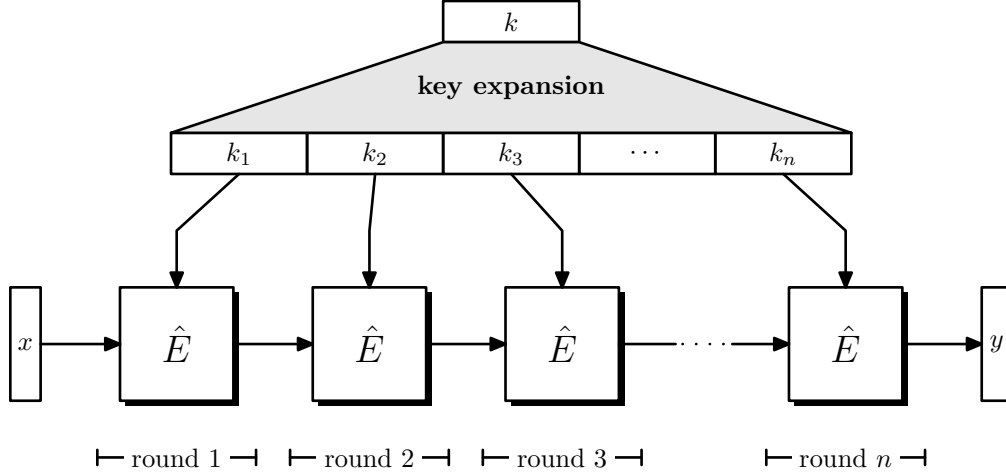 k
key expansion
k₁ k₂ k₃ ··· kₙ
x Ê Ê Ê ···· Ê y
round 1 round 2 round 3 round n